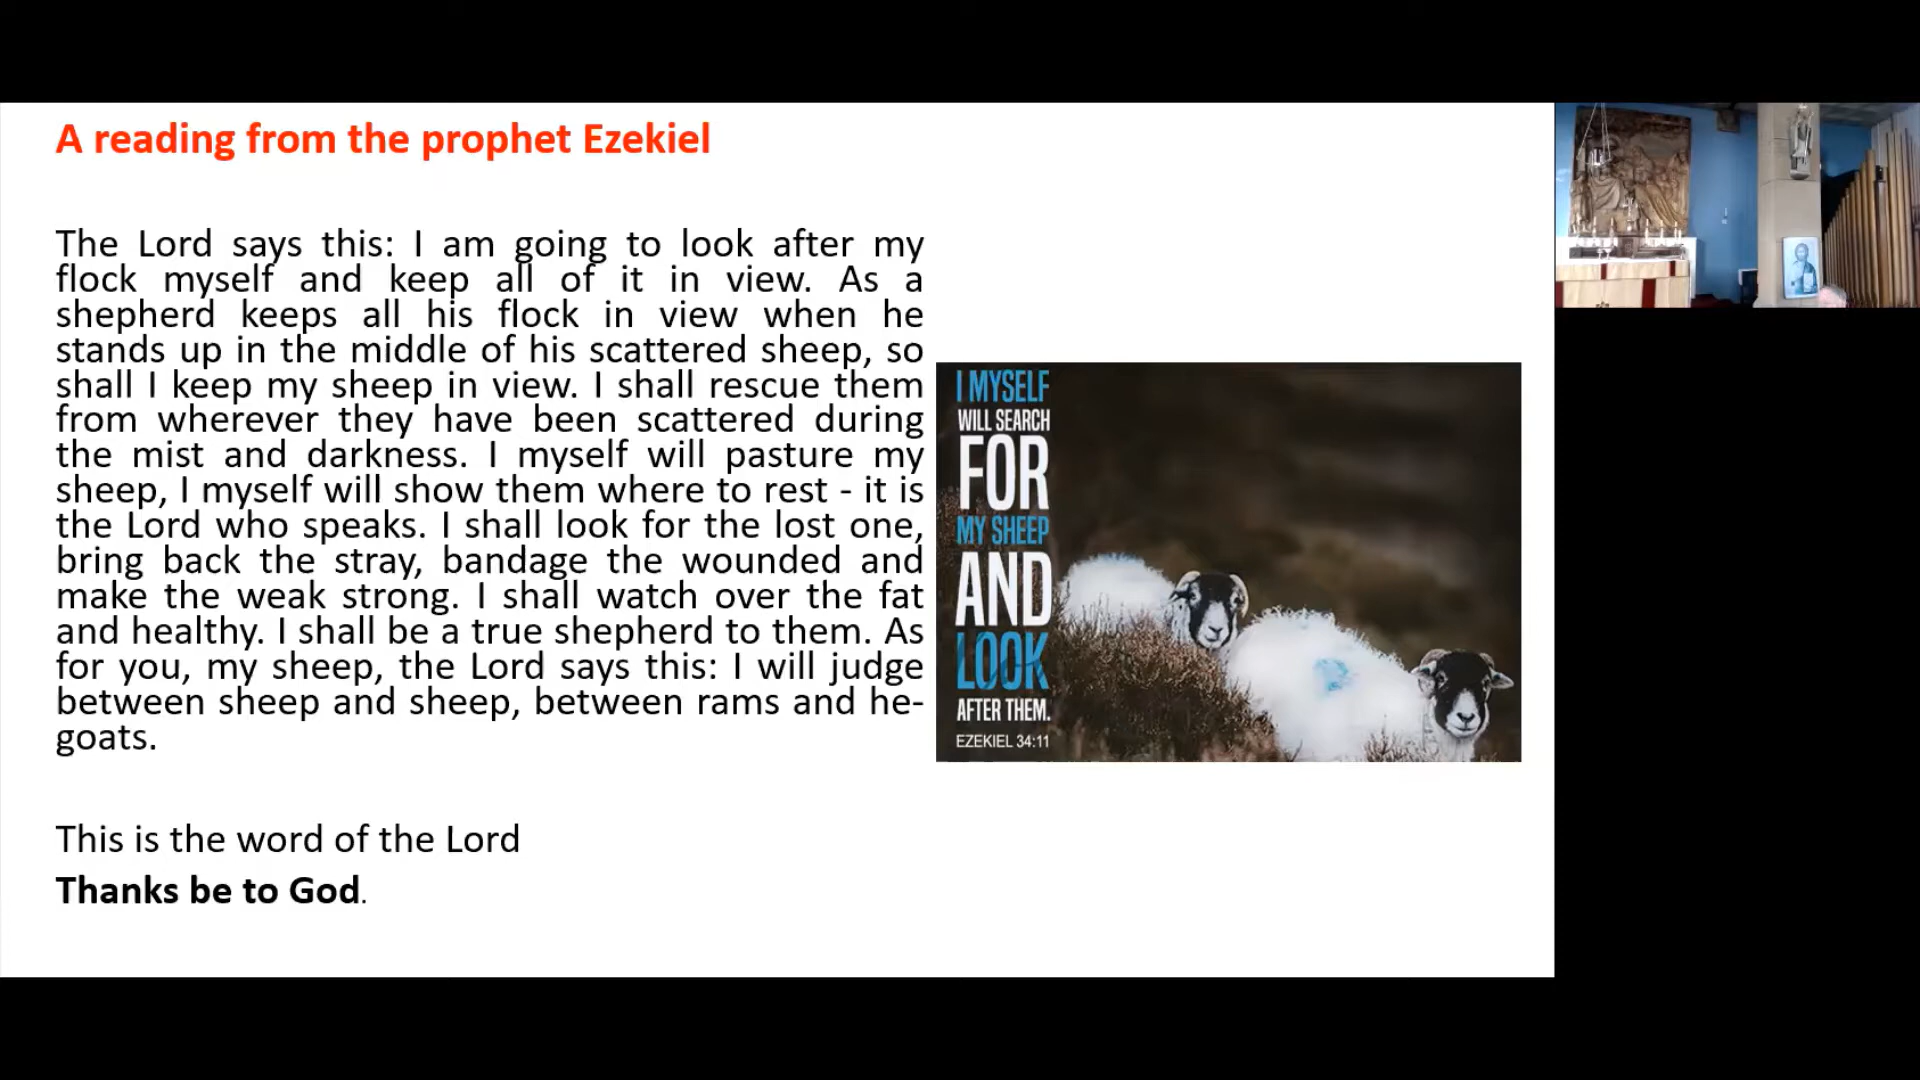 A reading from the prophet Ezekiel
The Lord says this: I am going to look after my
flock myself and keep all of it in view. As a
shepherd keeps all his flock in view when he
stands up in the middle of his scattered sheep, so
shall I keep my sheep in view. I shall rescue them
from wherever they have been scattered during
the mist and darkness. I myself will pasture my
sheep, I myself will show them where to rest - it is
the Lord who speaks. I shall look for the lost one,
bring back the stray, bandage the wounded and
make the weak strong. I shall watch over the fat
and healthy. I shall be a true shepherd to them. As
for you, my sheep, the Lord says this: I will judge
between sheep and sheep, between rams and he-
goats.
This is the word of the Lord
Thanks be to God.
I MYSELF
WILL SEARCH
FOR
MY SHEEP
AND
LOOK
AFTER THEM.
EZEKIEL 34:11